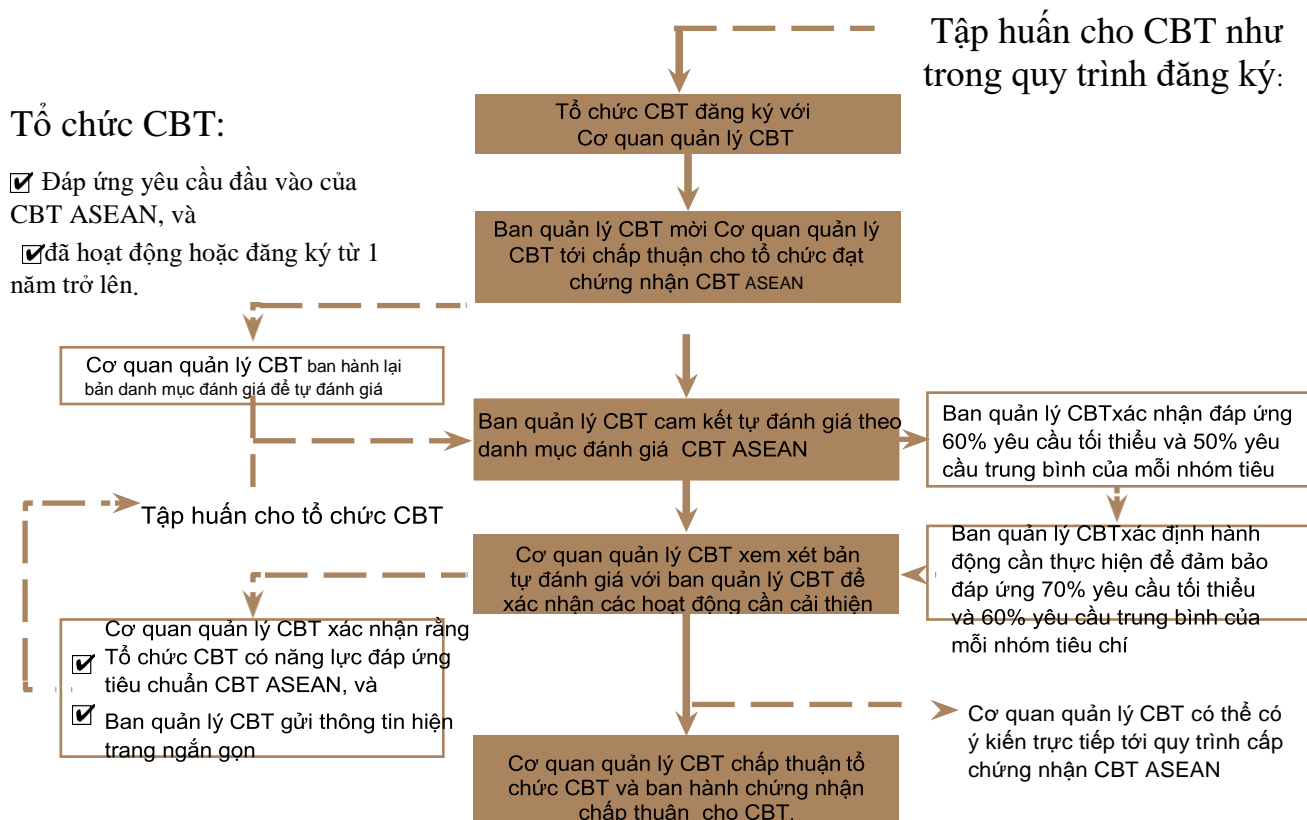 Tập huấn cho CBT như
trong quy trình đăng ký:
Tổ chức CBT:
Đáp ứng yêu cầu đầu vào của
CBT ASEAN, và
đã hoạt động hoặc đăng ký từ 1
năm trở lên.
Tổ chức CBT đăng ký với
Cơ quan quản lý CBT
Ban quản lý CBT mời Cơ quan quản lý
CBT tới chấp thuận cho tổ chức đạt
chứng nhận CBT ASEAN
Cơ quan quản lý CBT ban hành lại
bản danh mục đánh giá để tự đánh giá
Ban quản lý CBT cam kết tự đánh giá theo
danh mục đánh giá CBT ASEAN
Ban quản lý CBTxác nhận đáp ứng
60% yêu cầu tối thiểu và 50% yêu
cầu trung bình của mỗi nhóm tiêu
Tập huấn cho tổ chức CBT
Cơ quan quản lý CBT xem xét bản
tự đánh giá với ban quản lý CBT để
xác nhận các hoạt động cần cải thiện
Ban quản lý CBTxác định hành
động cần thực hiện để đảm bảo
đáp ứng 70% yêu cầu tối thiểu
và 60% yêu cầu trung bình của
mỗi nhóm tiêu chí
Cơ quan quản lý CBT xác nhận rằng
Tổ chức CBT có năng lực đáp ứng
tiêu chuẩn CBT ASEAN, và
Ban quản lý CBT gửi thông tin hiện
trang ngắn gọn
Cơ quan quản lý CBT có thể có
ý kiến trực tiếp tới quy trình cấp
chứng nhận CBT ASEAN
Cơ quan quản lý CBT chấp thuận tổ
chức CBT và ban hành chứng nhận
chấp thuận cho CBT.